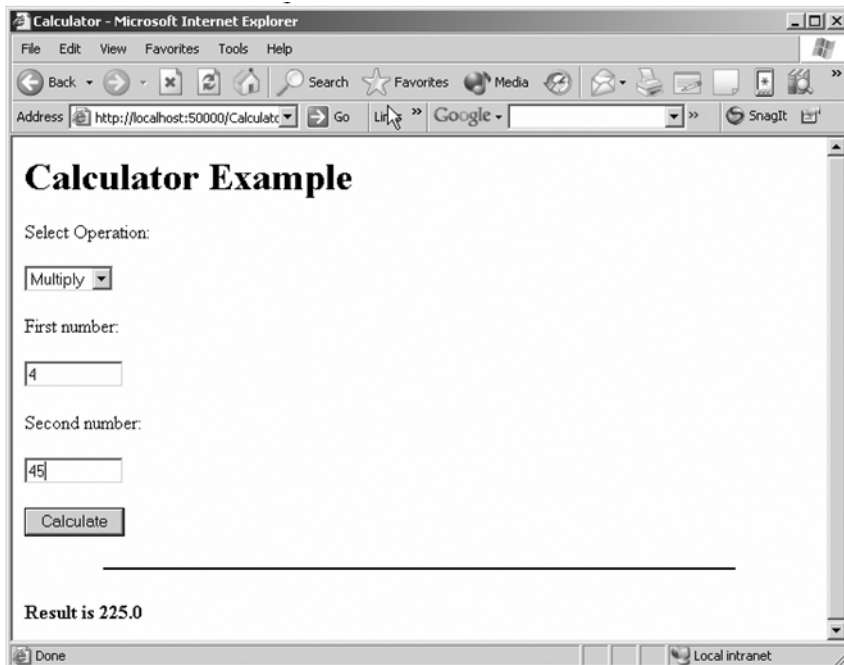 Calculator - Microsoft Internet Explorer
File Edit View Favorites Tools Help
Back Search Favorites Media »
Address http://localhost:50000/Calculatc Go » Google » SnagIt
Calculator Example
Select Operation:
Multiply
First number:
4
Second number:
45
Calculate
Result is 225.0
Done Local intranet